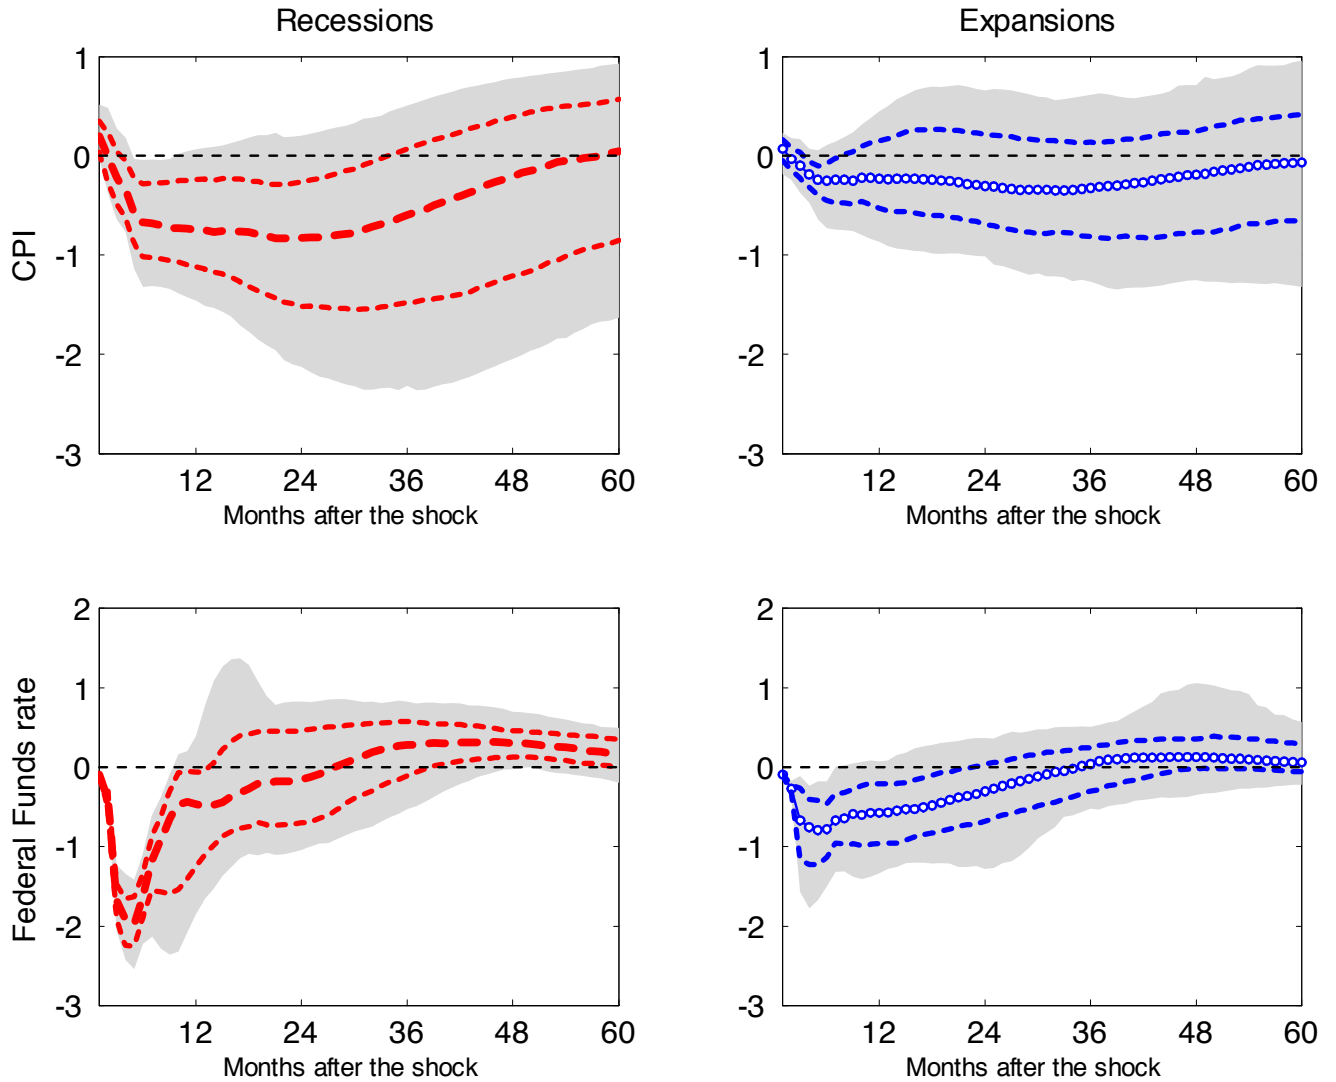 Recessions
Expansions
CPI
1
0
-1
-2
-3
12 24 36 48 60
Months after the shock
1
0
-1
-2
-3
12 24 36 48 60
Months after the shock
Federal Funds rate
2
1
0
-1
-2
-3
12 24 36 48 60
Months after the shock
2
1
0
-1
-2
-3
12 24 36 48 60
Months after the shock